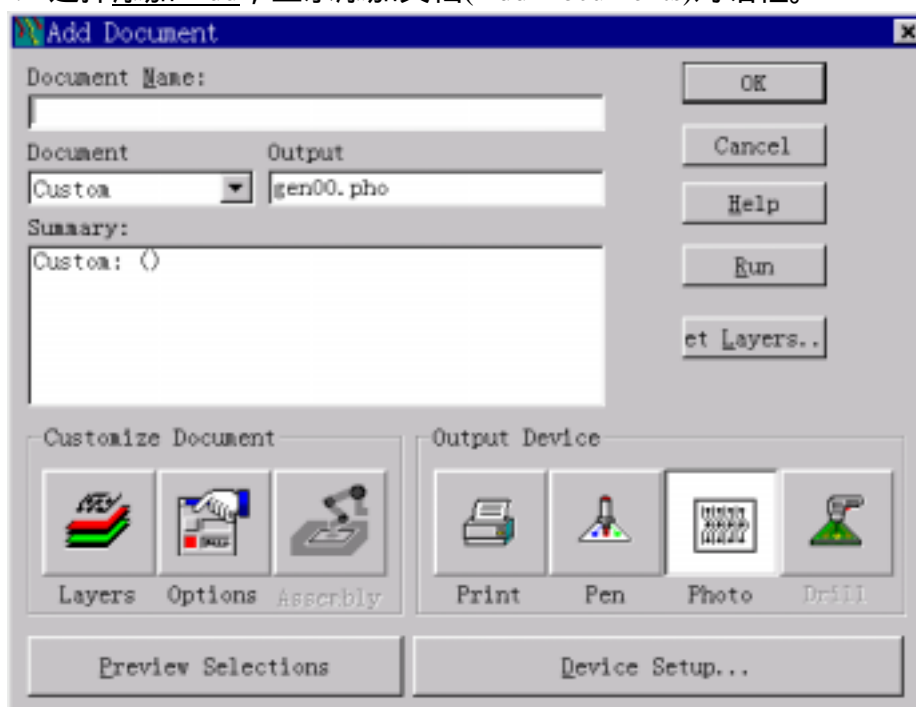 Add Document
Document Name:
OK
Cancel
Document Output
Custom gen00.pho
Help
Summary:
Custom: ()
Run
et Layers..
Customize Document
Output Device
Layers Options Assembly
Print Pen Photo Drill
Preview Selections
Device Setup...